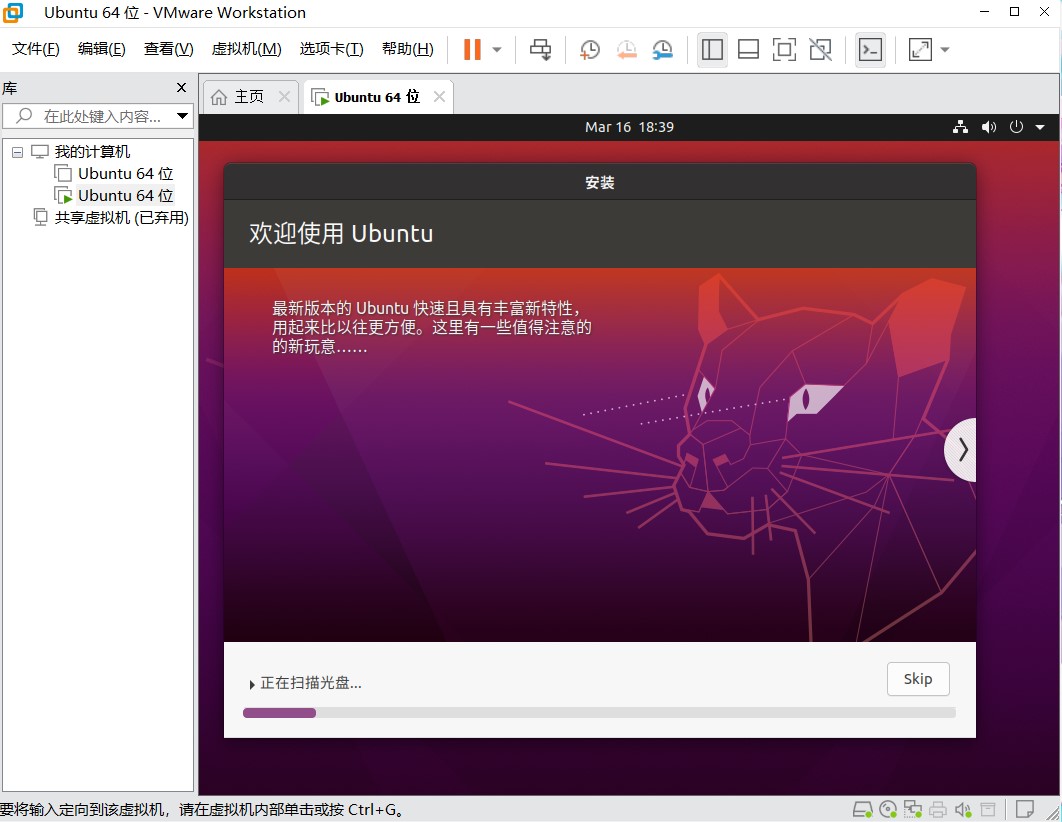 Ubuntu 64 位 - VMware Workstation
文件(F) 编辑(E) 查看(V) 虚拟机(M) 选项卡(T) 帮助(H)
库
在此处键入内容...
我的计算机
Ubuntu 64 位
Ubuntu 64 位
共享虚拟机 (已弃用)
主页
Ubuntu 64 位
Mar 16 18:39
安装
欢迎使用 Ubuntu
最新版本的 Ubuntu 快速且具有丰富新特性，
用起来比以往更方便。这里有一些值得注意的
的新玩意……
正在扫描光盘...
Skip
要将输入定向到该虚拟机，请在虚拟机内部单击或按 Ctrl+G。